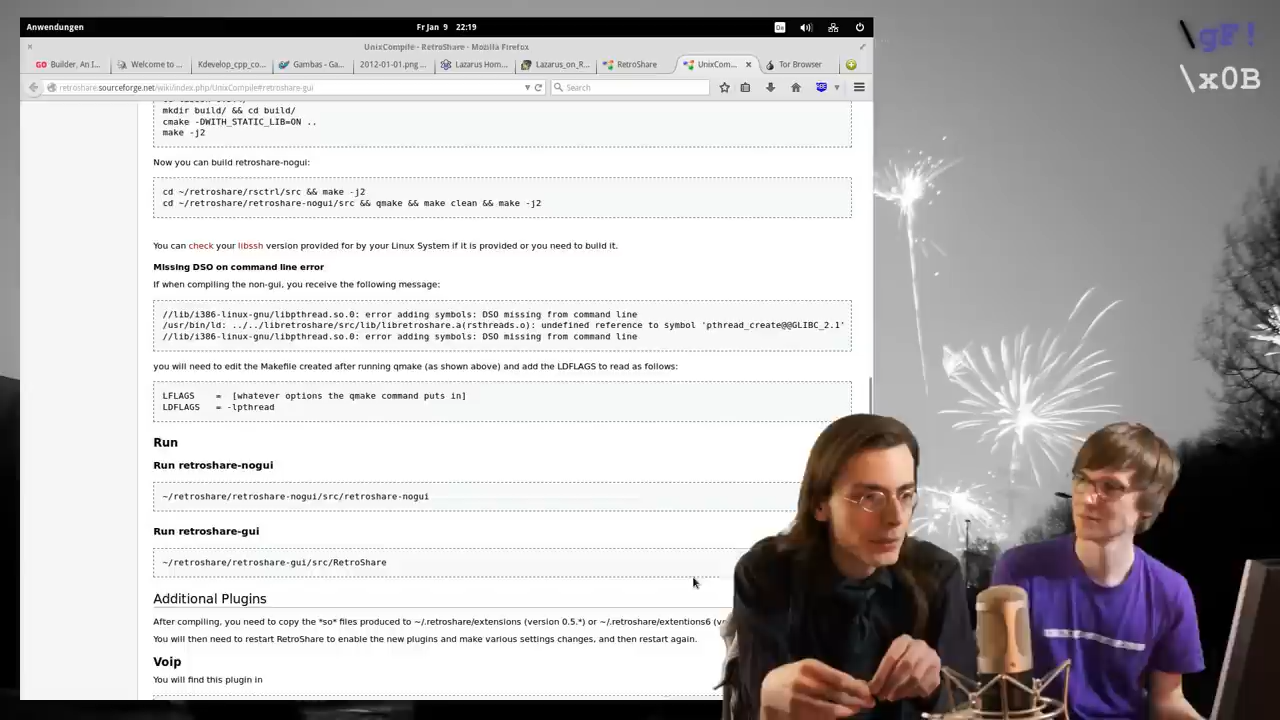 Anwendungen
Fr Jan 9 22:19
De
\gF!
\x0B
UnixCompile - RetroShare - Mozilla Firefox
Builder, An I...
Welcome to ...
Kdevelop_cpp_co...
Gambas - Ga...
2012-01-01.png ...
Lazarus Hom...
Lazarus_on_R...
RetroShare
UnixCom...
Tor Browser
retroshare.sourceforge.net/wiki/index.php/UnixCompile#retroshare-gui
Search
mkdir build/ && cd build/
cmake -DWITH_STATIC_LIB=ON ..
make -j2
Now you can build retroshare-nogui:
cd ~/retroshare/rsctrl/src && make -j2
cd ~/retroshare/retroshare-nogui/src && qmake && make clean && make -j2
You can check your libssh version provided for by your Linux System if it is provided or you need to build it.
Missing DSO on command line error
If when compiling the non-gui, you receive the following message:
//lib/i386-linux-gnu/libpthread.so.0: error adding symbols: DSO missing from command line
/usr/bin/ld: ../../libretroshare/src/lib/libretroshare.a(rsthreads.o): undefined reference to symbol 'pthread_create@@GLIBC_2.1'
//lib/i386-linux-gnu/libpthread.so.0: error adding symbols: DSO missing from command line
you will need to edit the Makefile created after running qmake (as shown above) and add the LDFLAGS to read as follows:
LFLAGS = [whatever options the qmake command puts in]
LDFLAGS = -lpthread
Run
Run retroshare-nogui
~/retroshare/retroshare-nogui/src/retroshare-nogui
Run retroshare-gui
~/retroshare/retroshare-gui/src/RetroShare
Additional Plugins
After compiling, you need to copy the *so* files produced to ~/.retroshare/extensions (version 0.5.*) or ~/.retroshare/extentions6
You will then need to restart RetroShare to enable the new plugins and make various settings changes, and then restart again.
Voip
You will find this plugin in